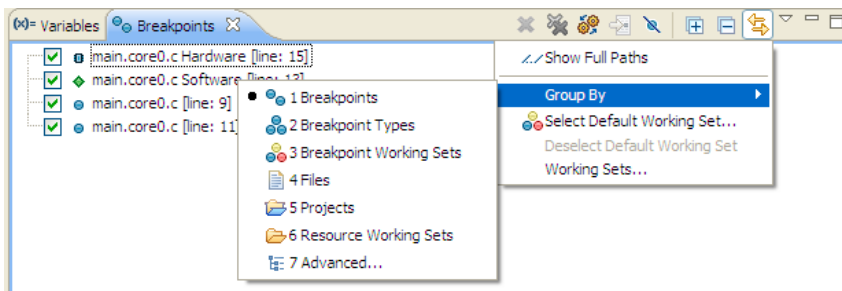 (x)= Variables Breakpoints
main.core0.c Hardware [line: 15]
main.core0.c Software [line: 13]
main.core0.c [line: 9]
main.core0.c [line: 11]
Show Full Paths
Group By
Select Default Working Set...
Deselect Default Working Set
Working Sets...
1 Breakpoints
2 Breakpoint Types
3 Breakpoint Working Sets
4 Files
5 Projects
6 Resource Working Sets
7 Advanced...